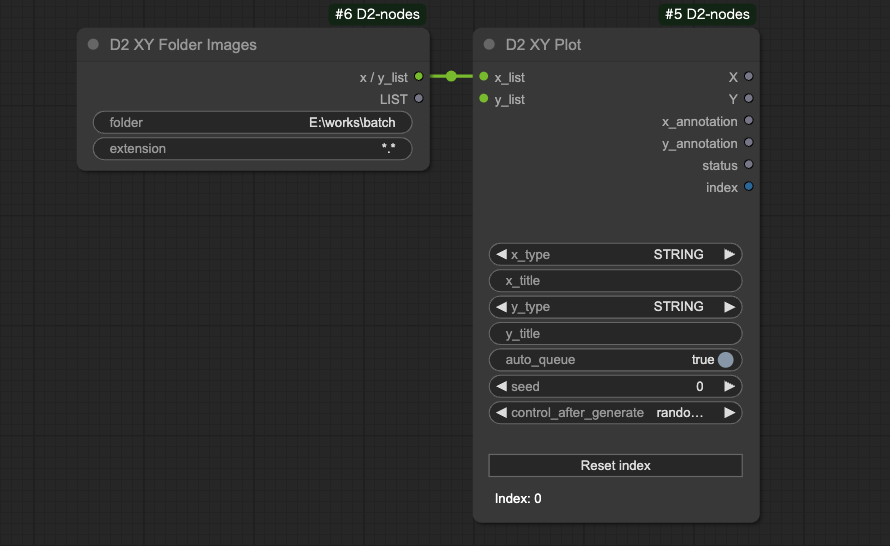 #6 D2-nodes
D2 XY Folder Images
x / y_list
LIST
folder E:\works\batch
extension *.*
#5 D2-nodes
D2 XY Plot
x_list X
y_list Y
x_annotation
y_annotation
status
index
x_type STRING
x_title
y_type STRING
y_title
auto_queue true
seed 0
control_after_generate rando...
Reset index
Index: 0